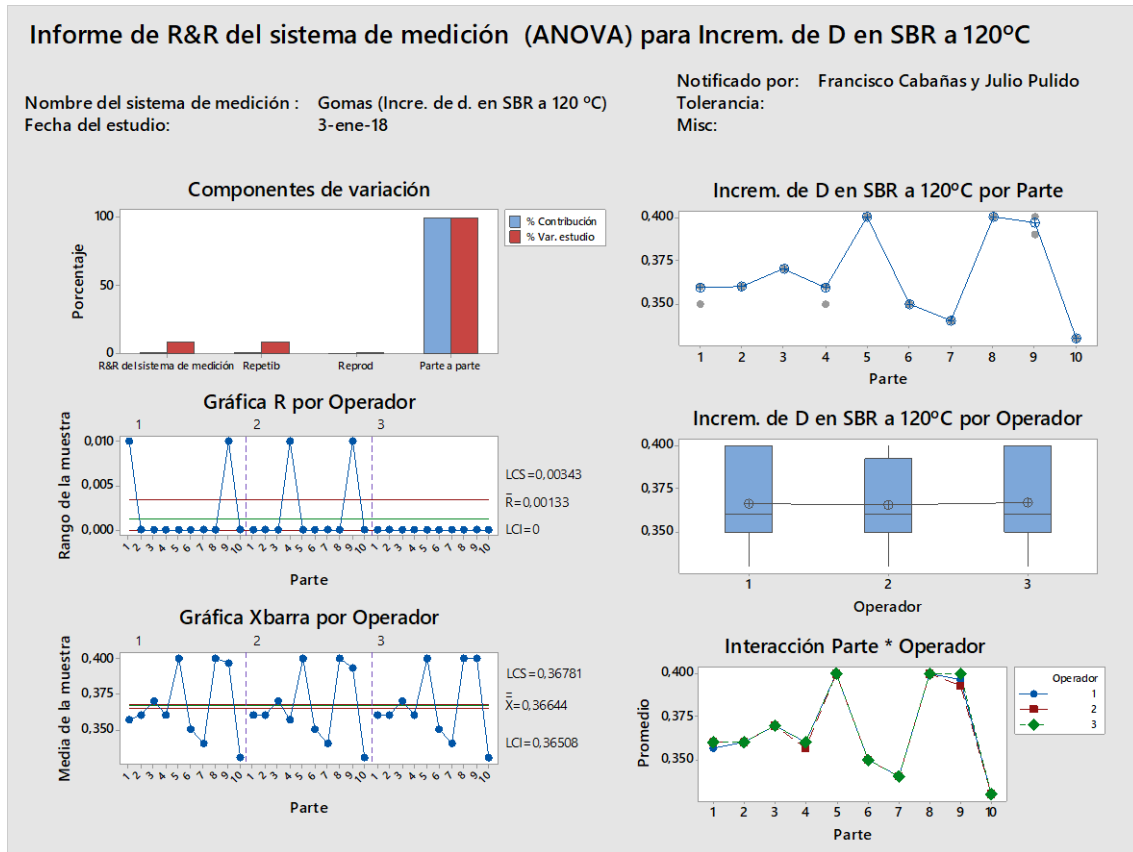 Informe de R&R del sistema de medición (ANOVA) para Increm. de D en SBR a 120ºC
Nombre del sistema de medición : Gomas (Incre. de d. en SBR a 120 ºC)
Fecha del estudio: 3-ene-18
Notificado por: Francisco Cabañas y Julio Pulido
Tolerancia:
Misc:
Componentes de variación
Porcentaje
100
50
0
R&R del sistema de medición Repetib Reprod Parte a parte
% Contribución
% Var. estudio
Increm. de D en SBR a 120ºC por Parte
0,400
0,375
0,350
1 2 3 4 5 6 7 8 9 10
Parte
Gráfica R por Operador
1 2 3
Rango de la muestra
0,010
0,005
0,000
LCS=0,00343
R̄=0,00133
LCI=0
1 2 3 4 5 6 7 8 9 10 1 2 3 4 5 6 7 8 9 10 1 2 3 4 5 6 7 8 9 10
Parte
Increm. de D en SBR a 120ºC por Operador
0,400
0,375
0,350
1 2 3
Operador
Gráfica Xbarra por Operador
1 2 3
Media de la muestra
0,400
0,375
0,350
LCS=0,36781
X̿=0,36644
LCI=0,36508
1 2 3 4 5 6 7 8 9 10 1 2 3 4 5 6 7 8 9 10 1 2 3 4 5 6 7 8 9 10
Parte
Interacción Parte * Operador
Promedio
0,400
0,375
0,350
1 2 3 4 5 6 7 8 9 10
Parte
Operador
1
2
3